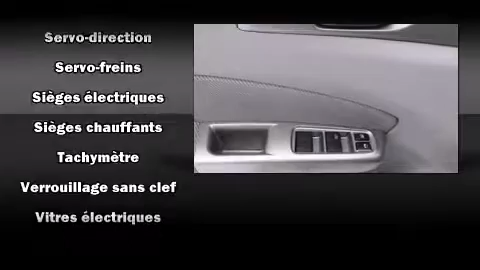 Servo-direction
Servo-freins
Sièges électriques
Sièges chauffants
Tachymètre
Verrouillage sans clef
Vitres électriques